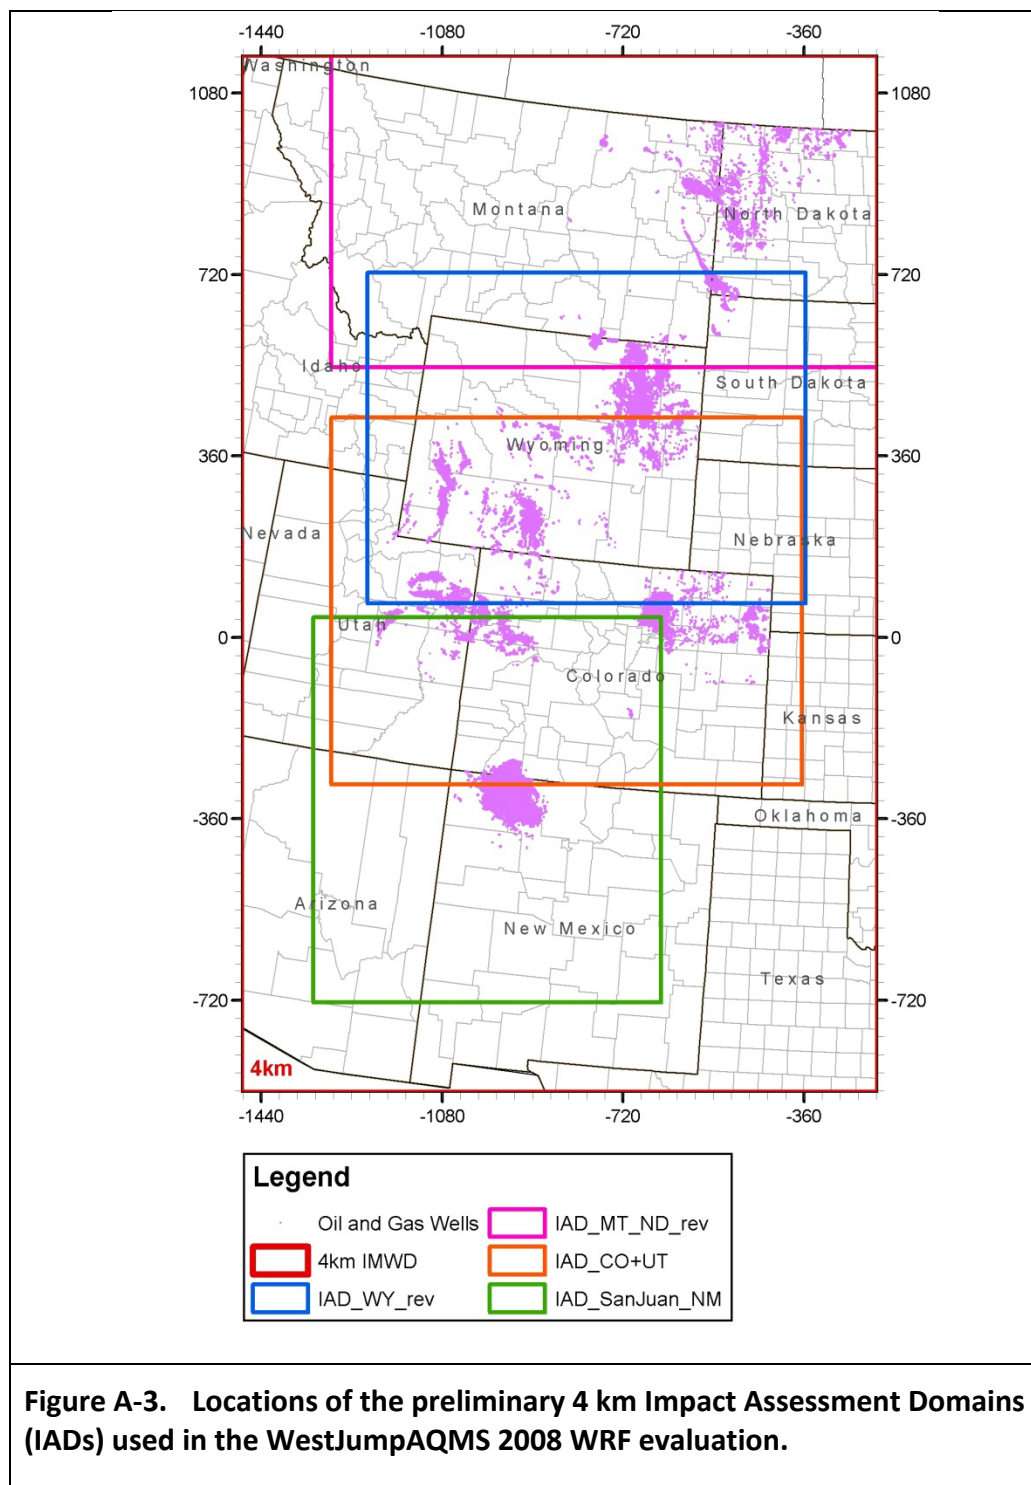 -1440 -1080 -720 -360
Washington
1080 1080
Montana
North Dakota
720 720
Idaho
South Dakota
Wyoming
360 360
Nevada
Nebraska
Utah
0 0
Colorado
Kansas
-360 -360
Oklahoma
Arizona
New Mexico
Texas
-720 -720
4km
-1440 -1080 -720 -360
Legend
Oil and Gas Wells IAD_MT_ND_rev
4km IMWD IAD_CO+UT
IAD_WY_rev IAD_SanJuan_NM
Figure A-3. Locations of the preliminary 4 km Impact Assessment Domains
(IADs) used in the WestJumpAQMS 2008 WRF evaluation.